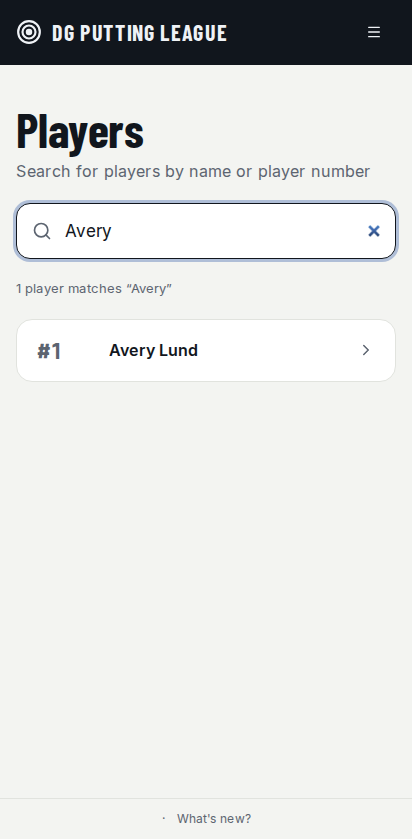 DG PUTTING LEAGUE
Players
Search for players by name or player number
Avery
1 player matches “Avery”
#1 Avery Lund
· What's new?